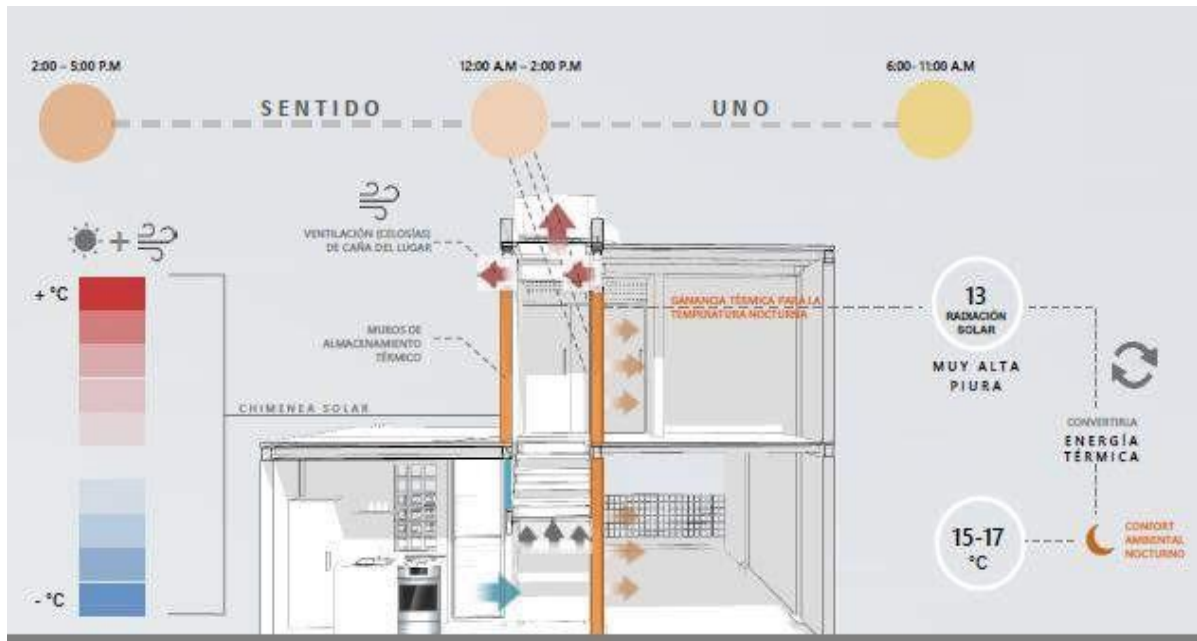 2:00 – 5:00 P.M
12:00 A.M – 2:00 P.M
6:00- 11:00 A.M
SENTIDO
UNO
VENTILACIÓN (CELOSÍAS)
DE CAÑA DEL LUGAR
+
+ °C
MUROS DE
ALMACENAMIENTO
TÉRMICO
CHIMENEA SOLAR
- °C
GANANCIA TÉRMICA PARA LA
TEMPERATURA NOCTURNA
13
RADIACIÓN
SOLAR
MUY ALTA
PIURA
CONVERTIRLA
ENERGÍA
TÉRMICA
15-17
°C
CONFORT
AMBIENTAL
NOCTURNO